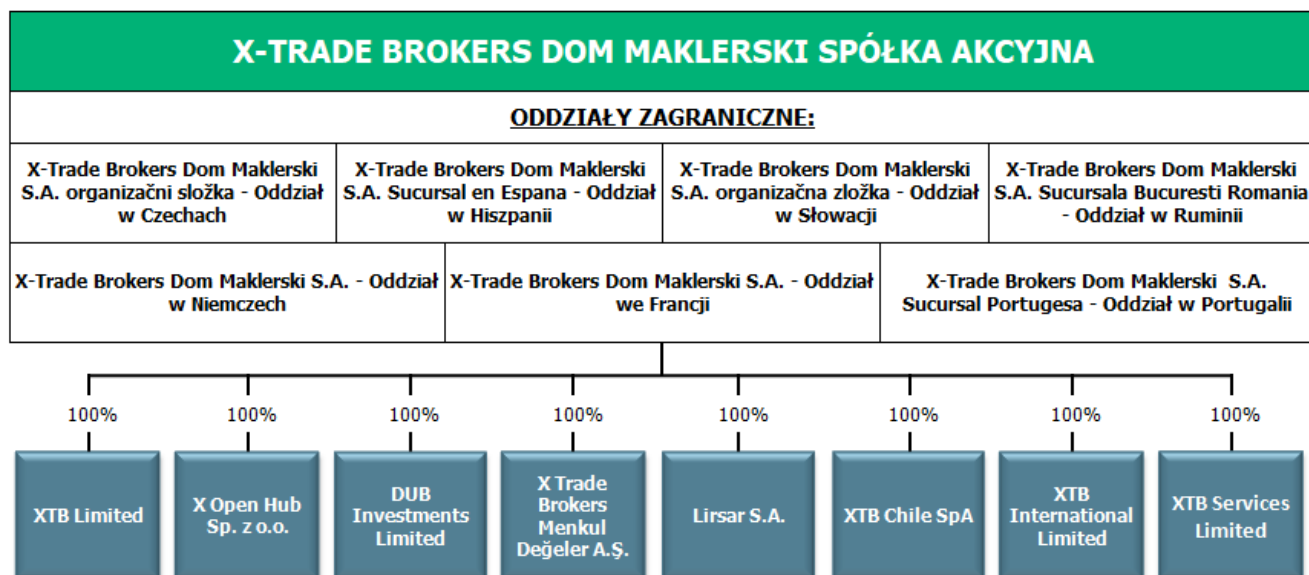 X-TRADE BROKERS DOM MAKLERSKI SPÓŁKA AKCYJNA
ODDZIAŁY ZAGRANICZNE:
X-Trade Brokers Dom Maklerski
S.A. organizačni složka - Oddział
w Czechach
X-Trade Brokers Dom Maklerski
S.A. Sucursal en Espana - Oddział
w Hiszpanii
X-Trade Brokers Dom Maklerski
S.A. organizačna zložka - Oddział
w Słowacji
X-Trade Brokers Dom Maklerski
S.A. Sucursala Bucuresti Romania
- Oddział w Ruminii
X-Trade Brokers Dom Maklerski S.A. - Oddział
w Niemczech
X-Trade Brokers Dom Maklerski S.A. - Oddział
we Francji
X-Trade Brokers Dom Maklerski S.A.
Sucursal Portugesa - Oddział w Portugalii
100%
100%
100%
100%
100%
100%
100%
100%
XTB Limited
X Open Hub
Sp. z o.o.
DUB
Investments
Limited
X Trade
Brokers
Menkul
Değeler A.Ş.
Lirsar S.A.
XTB Chile SpA
XTB
International
Limited
XTB Services
Limited